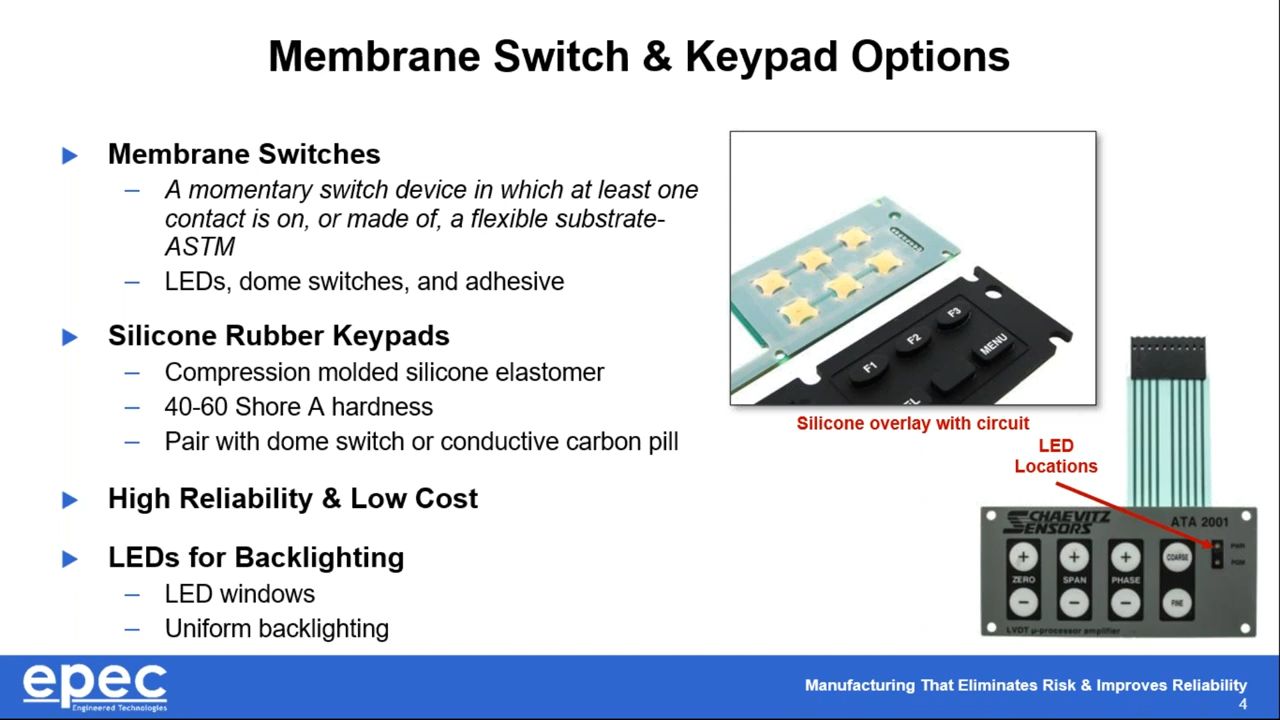 Membrane Switch & Keypad Options
Membrane Switches
– A momentary switch device in which at least one
contact is on, or made of, a flexible substrate-
ASTM
– LEDs, dome switches, and adhesive
Silicone Rubber Keypads
– Compression molded silicone elastomer
– 40-60 Shore A hardness
– Pair with dome switch or conductive carbon pill
High Reliability & Low Cost
LEDs for Backlighting
– LED windows
– Uniform backlighting
F1
F2
F3
MENU
EL
Silicone overlay with circuit
LED
Locations
SCHAEVITZ
SENSORS
ATA 2001
PWR
PGM
+ + + COARSE
ZERO SPAN PHASE
– – – FINE
LVDT µ-processor amplifier
epec
Engineered Technologies
Manufacturing That Eliminates Risk & Improves Reliability
4